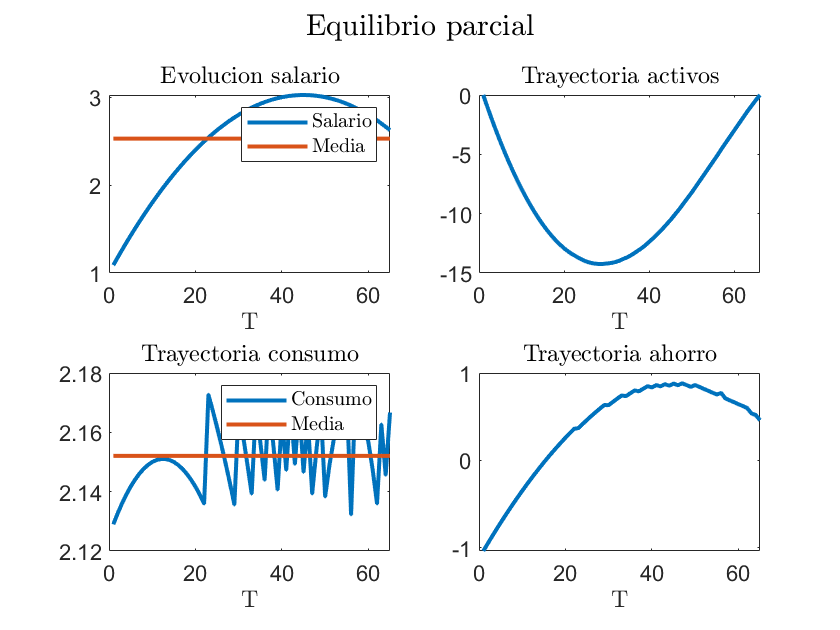 Equilibrio parcial
Evolucion salario
3
2
1
0 20 40 60
T
Salario
Media
Trayectoria activos
0
-5
-10
-15
0 20 40 60
T
Trayectoria consumo
2.18
2.16
2.14
2.12
0 20 40 60
T
Consumo
Media
Trayectoria ahorro
1
0
-1
0 20 40 60
T